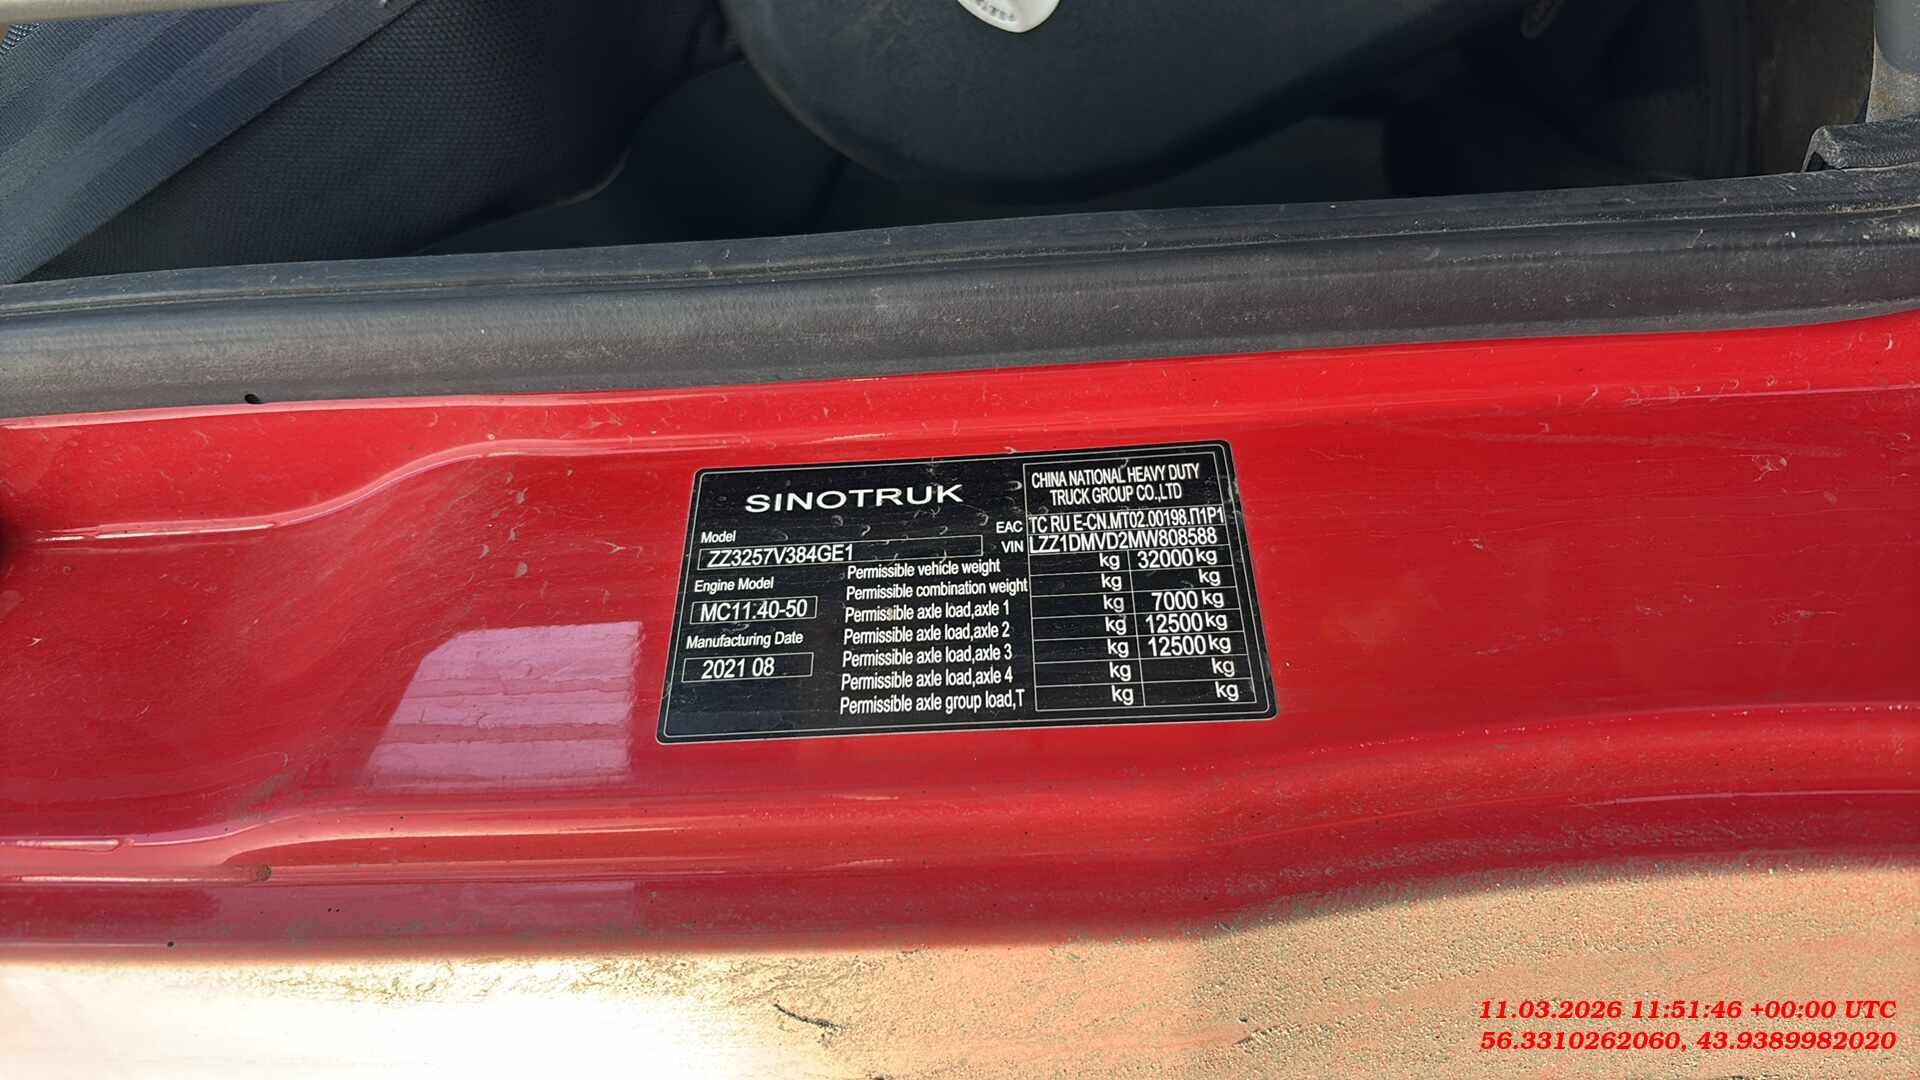 SINOTRUK
CHINA NATIONAL HEAVY DUTY
TRUCK GROUP CO.,LTD
EAC TC RU E-CN.MT02.00198.П1P1
VIN LZZ1DMVD2MW808588
Model
ZZ3257V384GE1
Engine Model
MC11.40-50
Manufacturing Date
2021 08
Permissible vehicle weight kg 32000 kg
Permissible combination weight kg kg
Permissible axle load,axle 1 kg 7000 kg
Permissible axle load,axle 2 kg 12500 kg
Permissible axle load,axle 3 kg 12500 kg
Permissible axle load,axle 4 kg kg
Permissible axle group load,T kg kg
11.03.2026 11:51:46 +00:00 UTC
56.3310262060, 43.9389982020